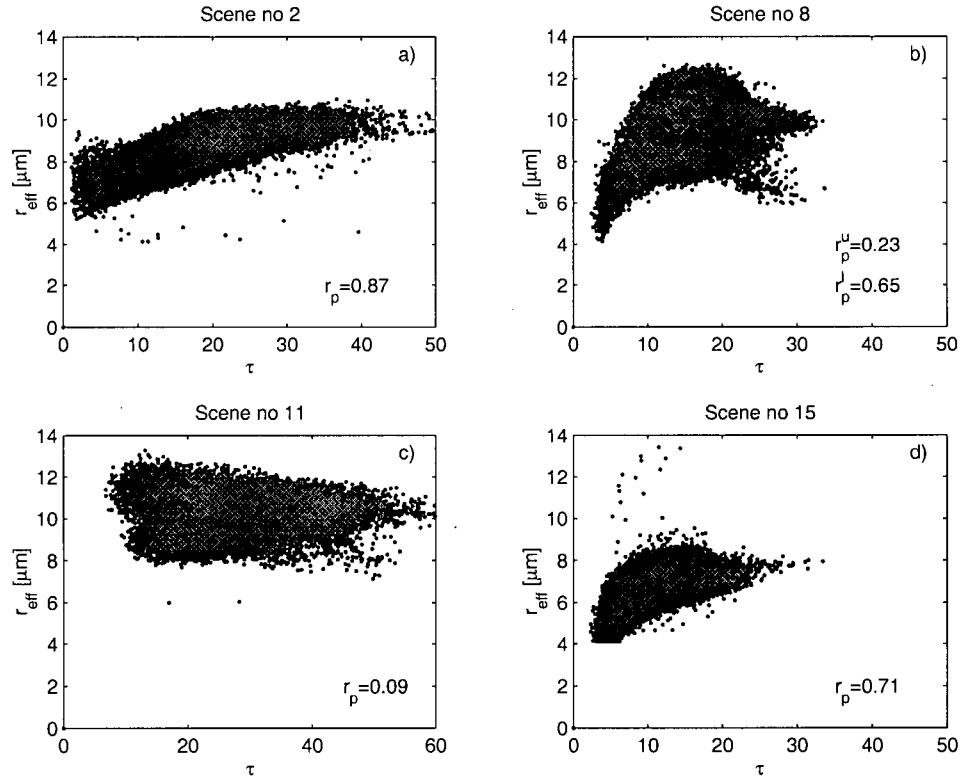 Scene no 2
a)
14
12
10
8
6
4
2
0
r_eff [µm]
r_p=0.87
0 10 20 30 40 50
τ
Scene no 8
b)
14
12
10
8
6
4
2
0
r_eff [µm]
r_p^u=0.23
r_p^l=0.65
0 10 20 30 40 50
τ
Scene no 11
c)
14
12
10
8
6
4
2
0
r_eff [µm]
r_p=0.09
0 10 20 30 40 50 60
τ
Scene no 15
d)
14
12
10
8
6
4
2
0
r_eff [µm]
r_p=0.71
0 10 20 30 40 50
τ